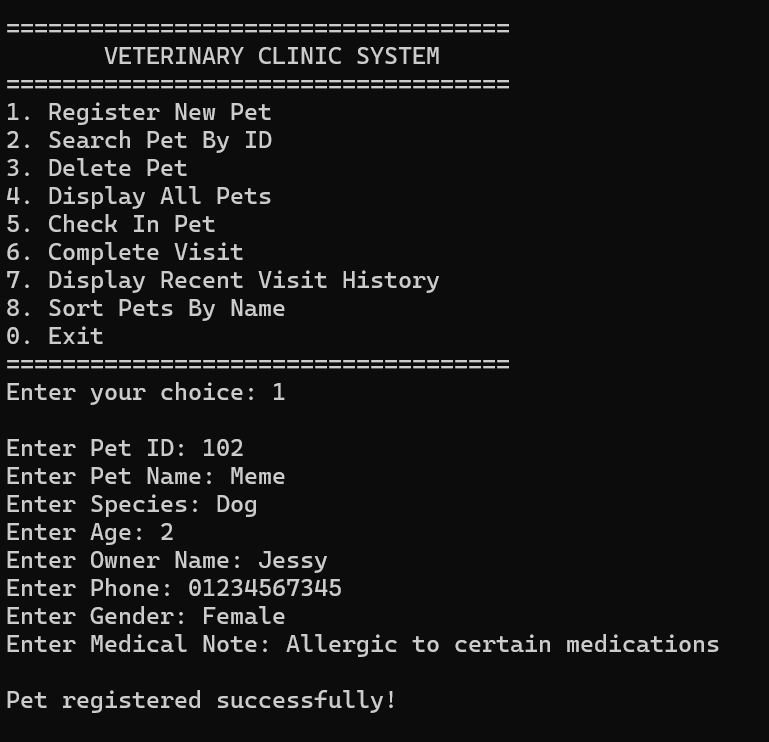 ====================================
VETERINARY CLINIC SYSTEM
====================================
1. Register New Pet
2. Search Pet By ID
3. Delete Pet
4. Display All Pets
5. Check In Pet
6. Complete Visit
7. Display Recent Visit History
8. Sort Pets By Name
0. Exit
====================================
Enter your choice: 1
Enter Pet ID: 102
Enter Pet Name: Meme
Enter Species: Dog
Enter Age: 2
Enter Owner Name: Jessy
Enter Phone: 01234567345
Enter Gender: Female
Enter Medical Note: Allergic to certain medications
Pet registered successfully!